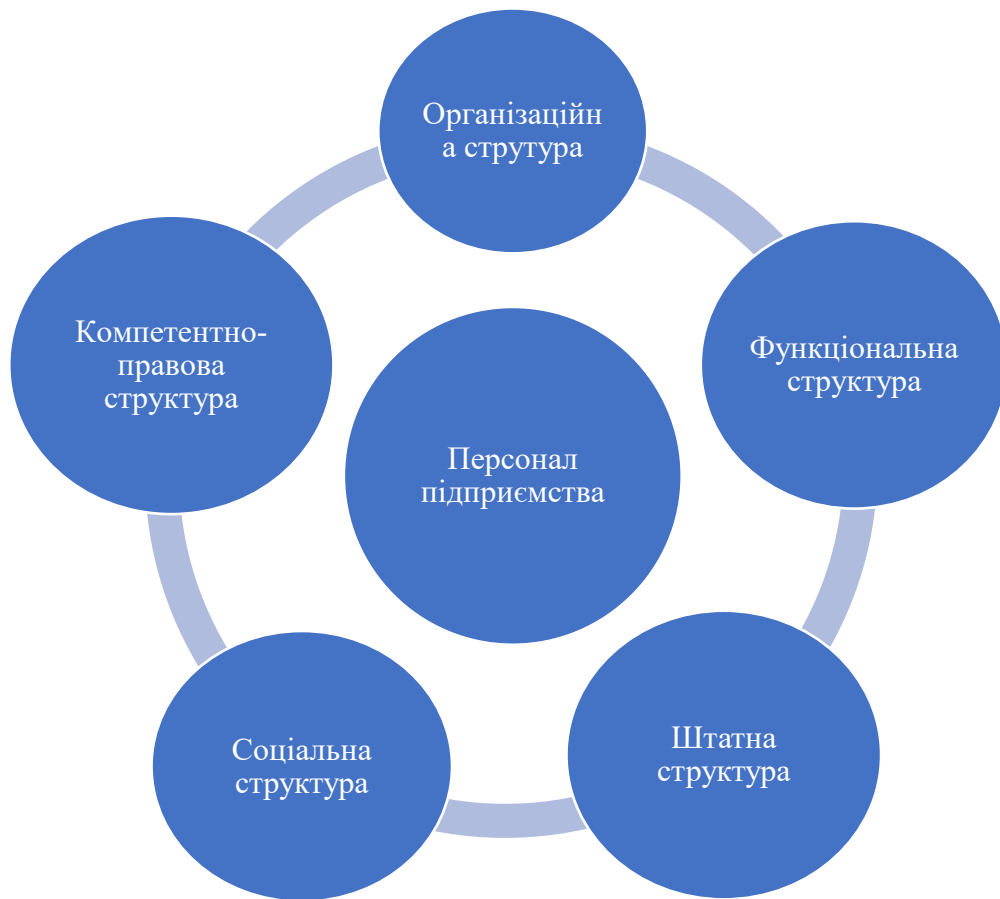 Організаційн
а струтура
Функціональна
структура
Штатна
структура
Соціальна
структура
Компетентно-
правова
структура
Персонал
підприємства